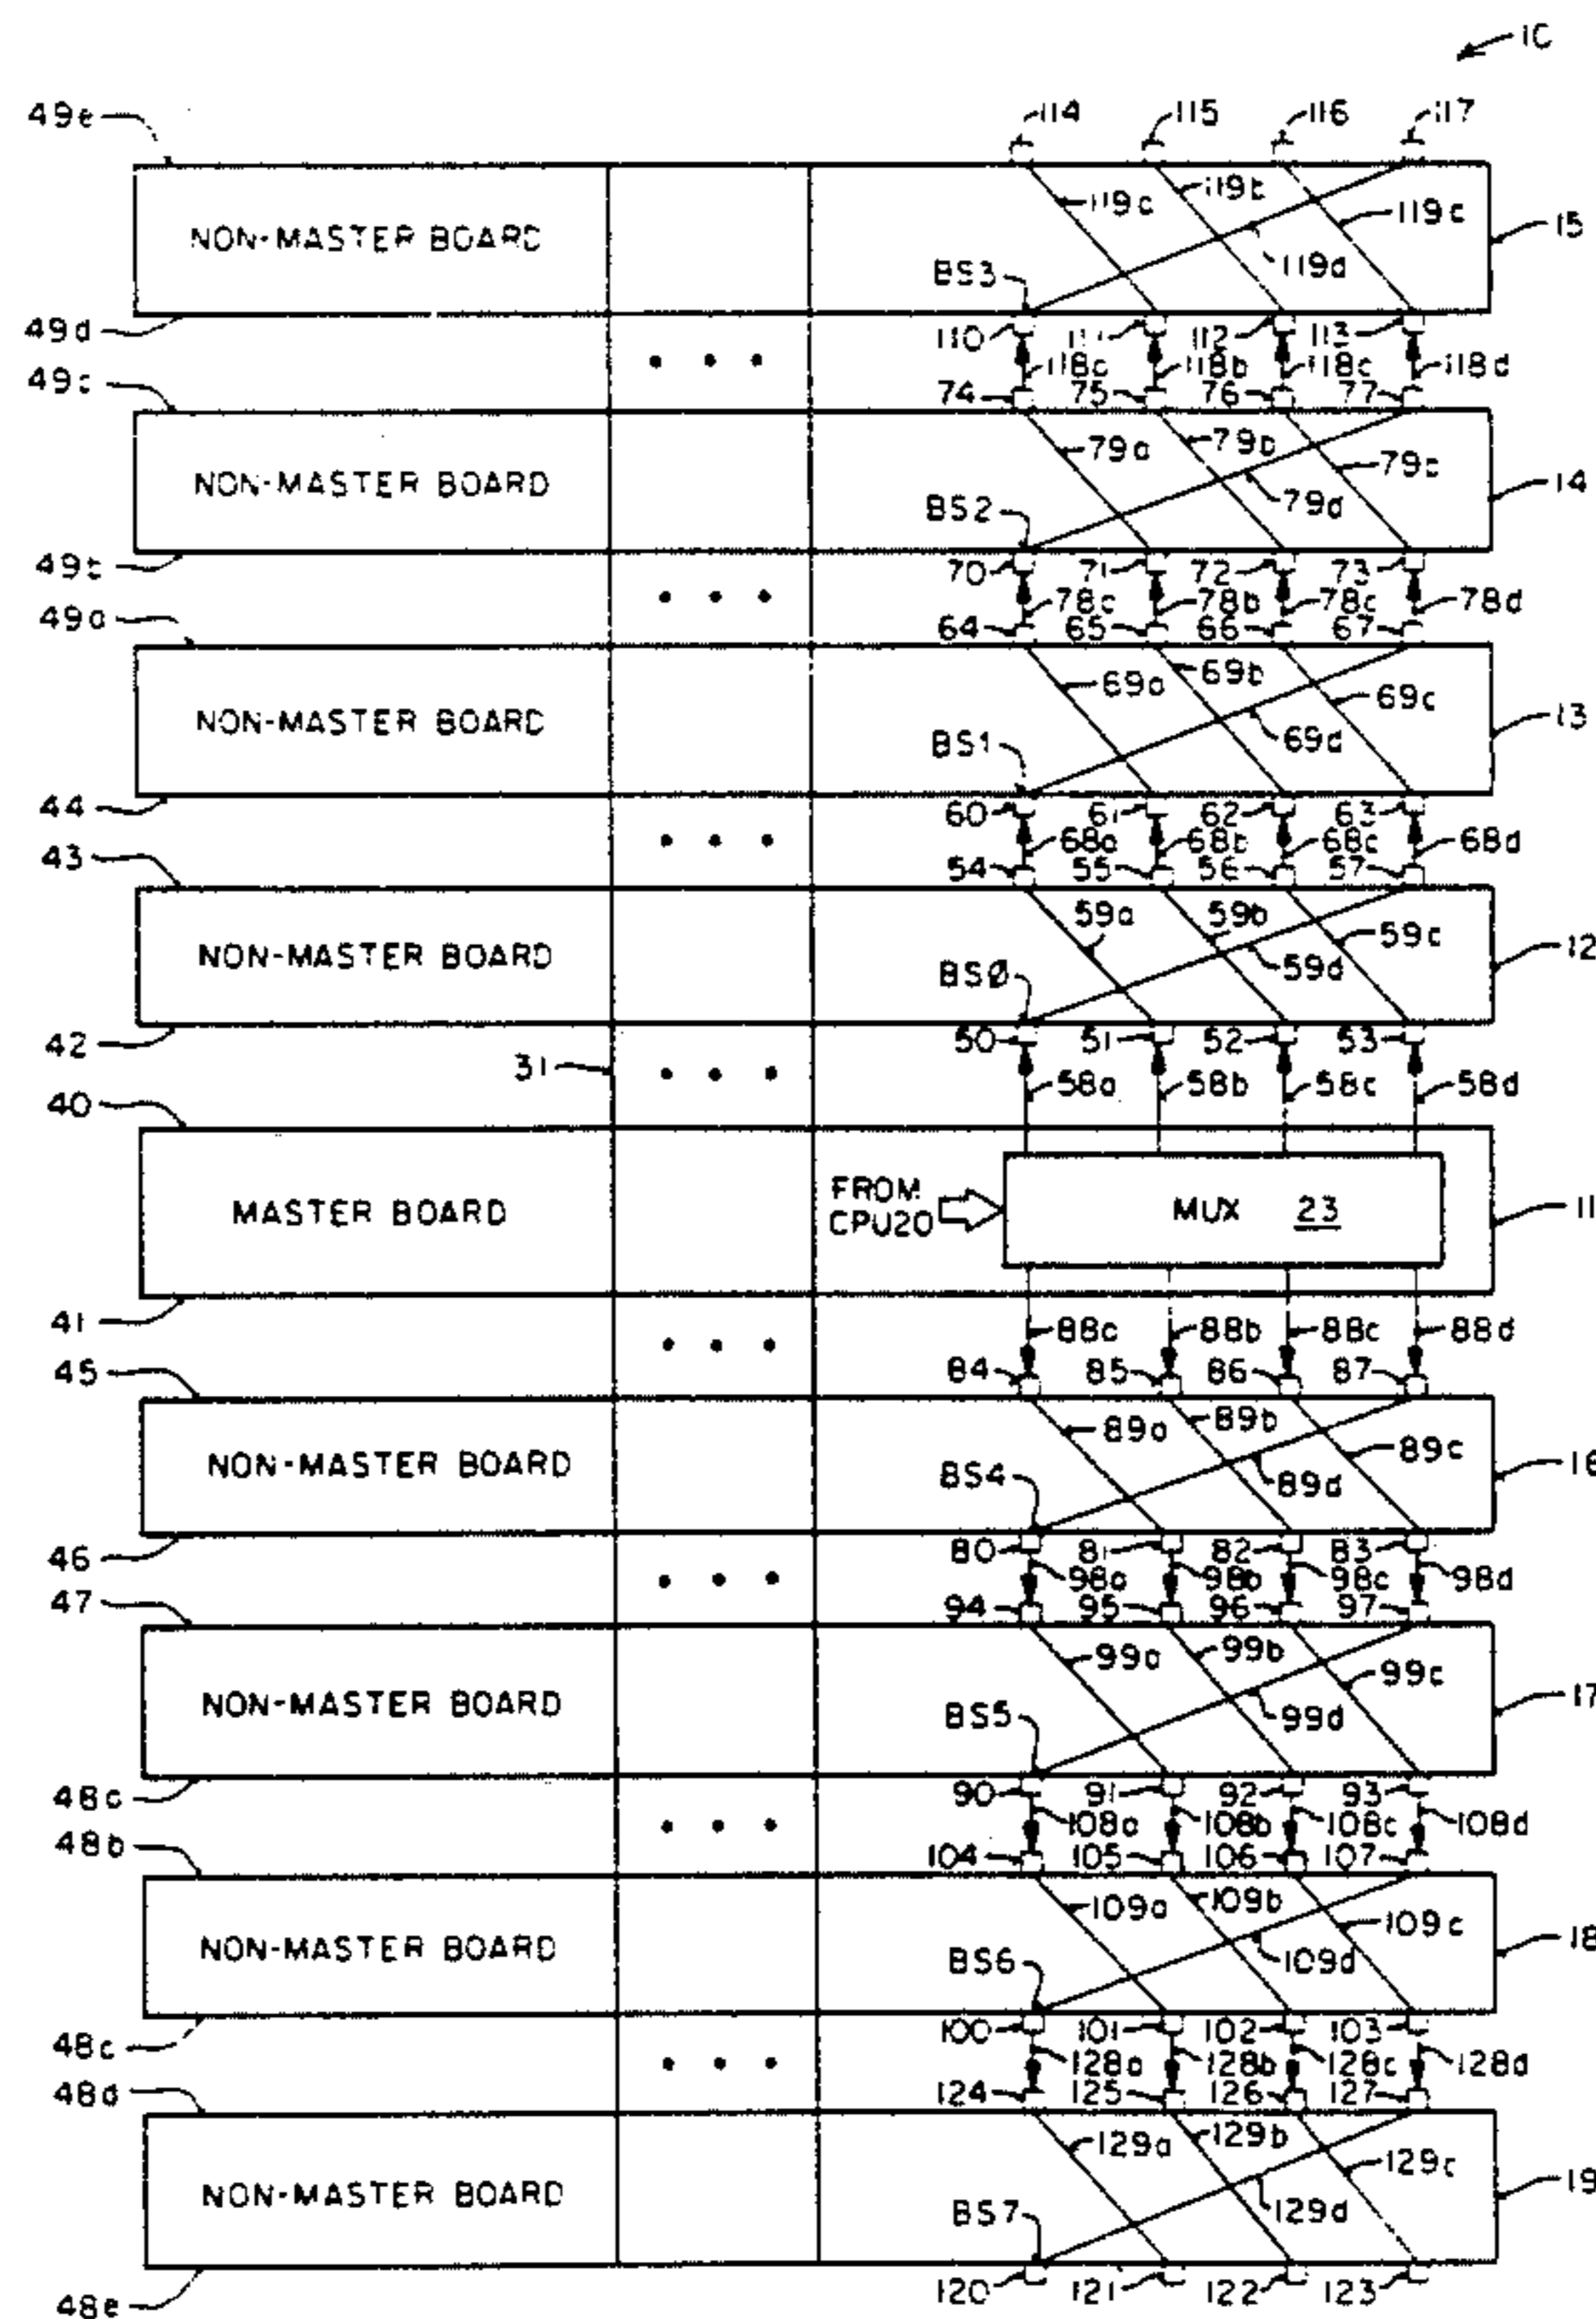 10
49e 114 115 116 117
NON-MASTER BOARD 119c 119b 119c 15
BS3 119d
49d 110 111 112 113
118c 118b 118c 118d
49c 74 75 76 77
NON-MASTER BOARD 79a 79b 79c 14
BS2 79d
49b 70 71 72 73
78c 78b 78c 78d
49a 64 65 66 67
NON-MASTER BOARD 69a 69b 69c 13
BS1 69d
44 60 61 62 63
68a 68b 68c 68d
43 54 55 56 57
NON-MASTER BOARD 59a 59b 59c 12
BSØ 59d
42 50 51 52 53
31 58a 58b 58c 58d
40
MASTER BOARD FROM CPU20 MUX 23 11
41
88c 88b 88c 88d
45 84 85 86 87
NON-MASTER BOARD 89a 89b 89c 16
BS4 89d
46 80 81 82 83
98a 98b 98c 98d
47 94 95 96 97
NON-MASTER BOARD 99a 99b 99c 17
BS5 99d
48a 90 91 92 93
108a 108b 108c 108d
48b 104 105 106 107
NON-MASTER BOARD 109a 109b 109c 18
BS6 109d
48c 100 101 102 103
128a 128b 128c 128d
48d 124 125 126 127
NON-MASTER BOARD 129a 129b 129c 19
BS7 129d
48e 120 121 122 123